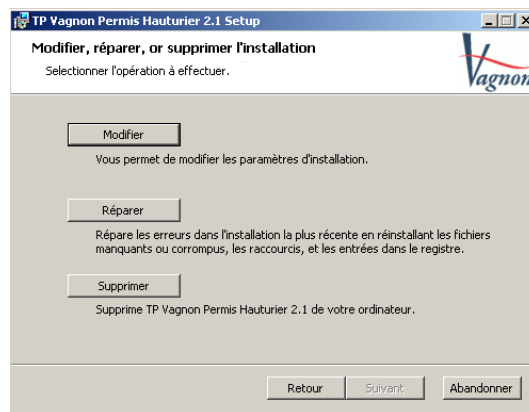 TP Vagnon Permis Hauturier 2.1 Setup
Modifier, réparer, or supprimer l'installation
Selectionner l'opération à effectuer.
Vagnon
Modifier
Vous permet de modifier les paramètres d'installation.
Réparer
Répare les erreurs dans l'installation la plus récente en réinstallant les fichiers
manquants ou corrompus, les raccourcis, et les entrées dans le registre.
Supprimer
Supprime TP Vagnon Permis Hauturier 2.1 de votre ordinateur.
Retour
Suivant
Abandonner